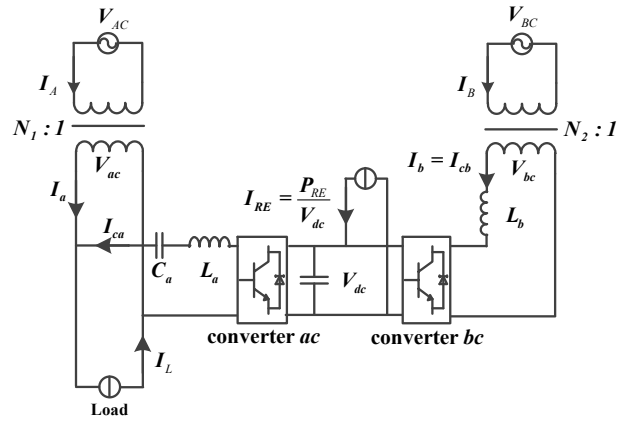 V_AC
V_BC
I_A
I_B
N_1 : 1
N_2 : 1
V_ac
I_b = I_cb
V_bc
I_a
I_RE = P_RE / V_dc
I_ca
L_b
C_a
L_a
V_dc
converter ac
converter bc
I_L
Load